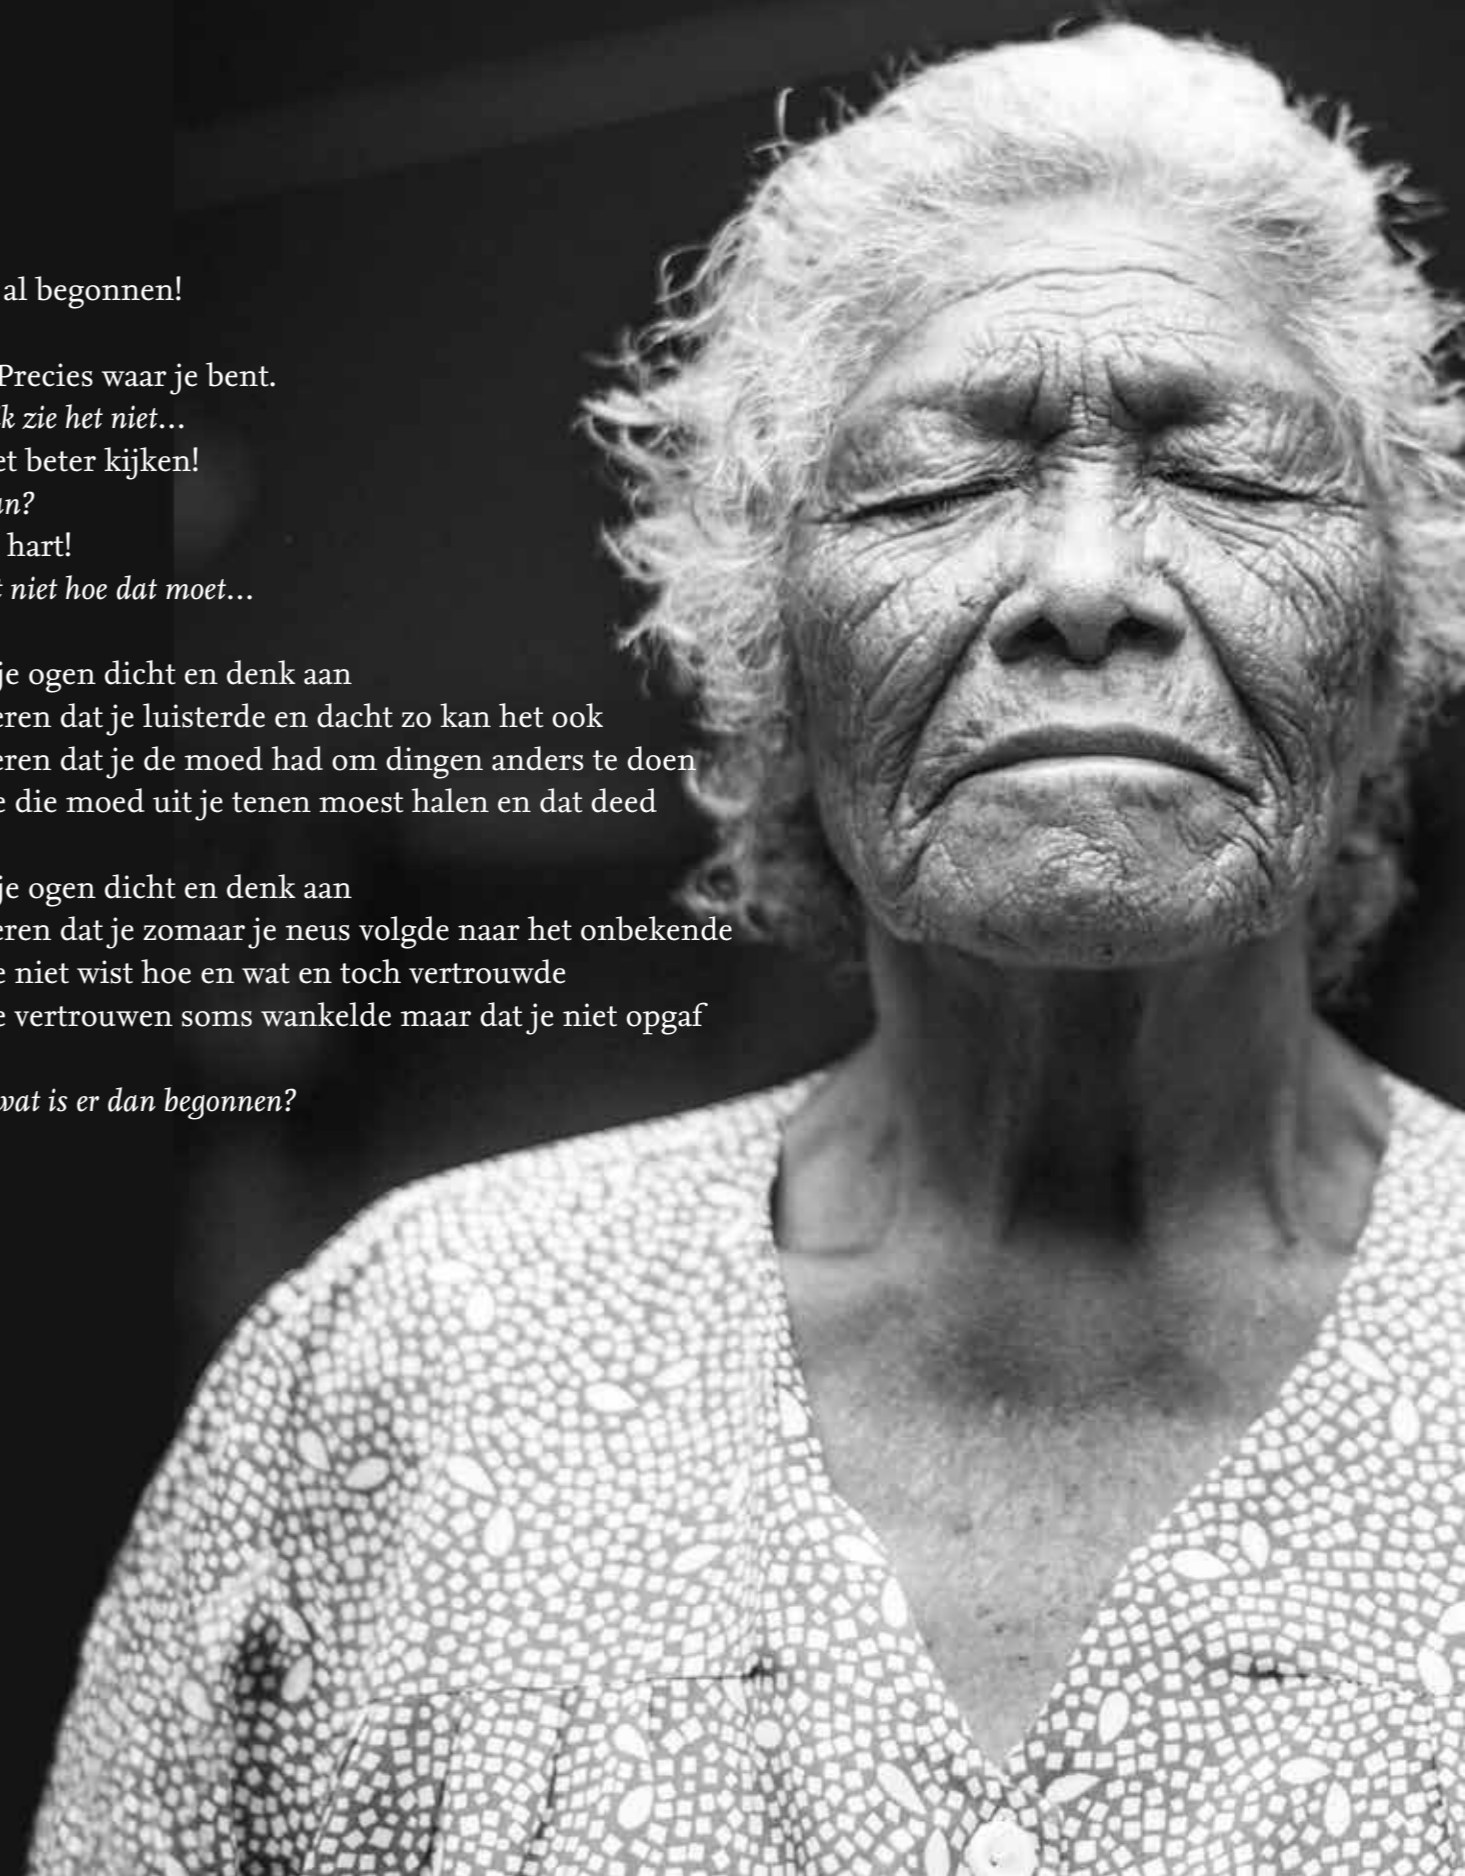 al begonnen!
Precies waar je bent.
k zie het niet…
et beter kijken!
an?
hart!
t niet hoe dat moet…
je ogen dicht en denk aan
eren dat je luisterde en dacht zo kan het ook
eren dat je de moed had om dingen anders te doen
e die moed uit je tenen moest halen en dat deed
je ogen dicht en denk aan
eren dat je zomaar je neus volgde naar het onbekende
e niet wist hoe en wat en toch vertrouwde
e vertrouwen soms wankelde maar dat je niet opgaf
wat is er dan begonnen?